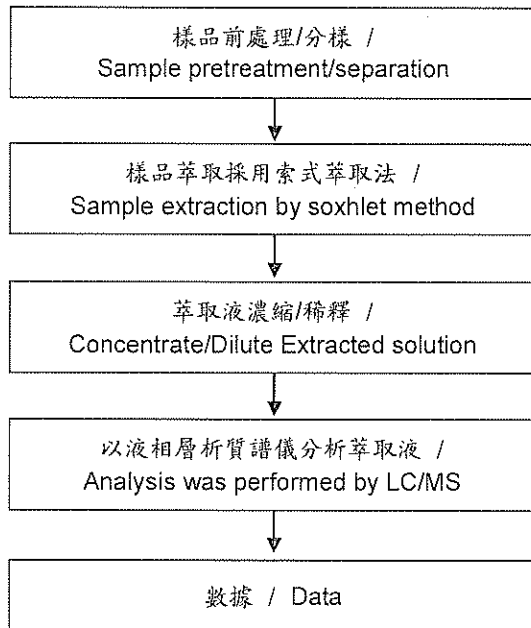 樣品前處理/分樣 /
Sample pretreatment/separation
樣品萃取採用索式萃取法 /
Sample extraction by soxhlet method
萃取液濃縮/稀釋 /
Concentrate/Dilute Extracted solution
以液相層析質譜儀分析萃取液 /
Analysis was performed by LC/MS
數據 / Data